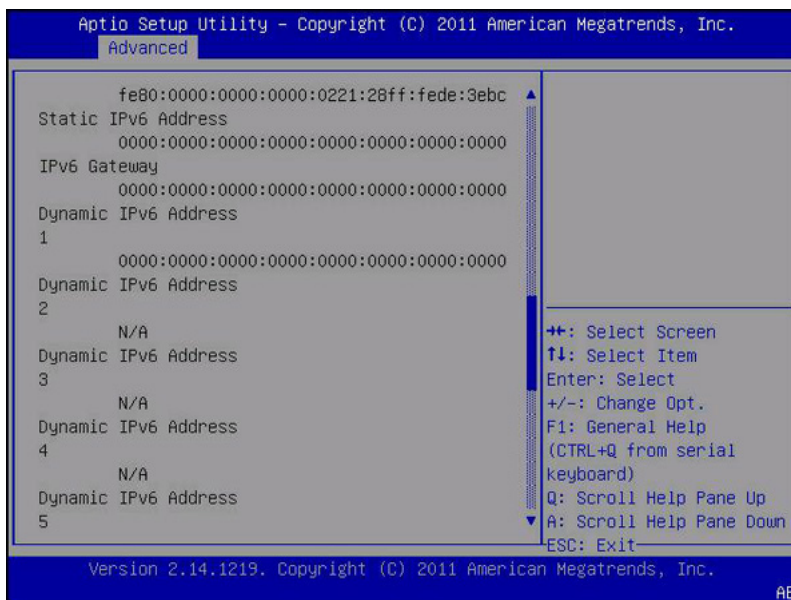 Aptio Setup Utility – Copyright (C) 2011 American Megatrends, Inc.
Advanced
fe80:0000:0000:0000:0221:28ff:fede:3ebc
Static IPv6 Address
0000:0000:0000:0000:0000:0000:0000:0000
IPv6 Gateway
0000:0000:0000:0000:0000:0000:0000:0000
Dynamic IPv6 Address
1
0000:0000:0000:0000:0000:0000:0000:0000
Dynamic IPv6 Address
2
N/A
Dynamic IPv6 Address
3
N/A
Dynamic IPv6 Address
4
N/A
Dynamic IPv6 Address
5
→←: Select Screen
↑↓: Select Item
Enter: Select
+/-: Change Opt.
F1: General Help
(CTRL+Q from serial
keyboard)
Q: Scroll Help Pane Up
A: Scroll Help Pane Down
ESC: Exit
Version 2.14.1219. Copyright (C) 2011 American Megatrends, Inc.
AB